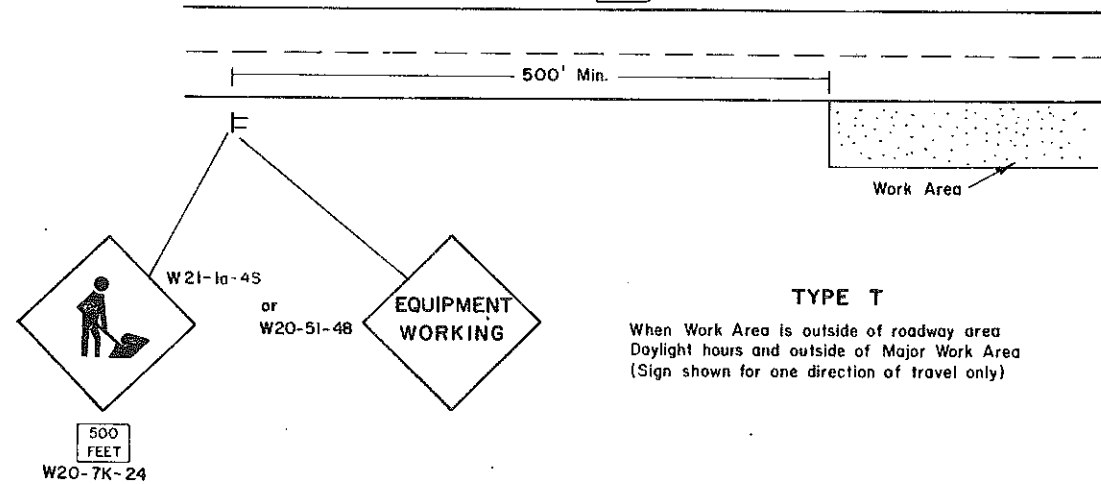 500' Min.
Work Area
W21-1a-4S
or
W20-51-48
EQUIPMENT
WORKING
TYPE T
When Work Area is outside of roadway area
Daylight hours and outside of Major Work Area
(Sign shown for one direction of travel only)
500
FEET
W20-7K-24